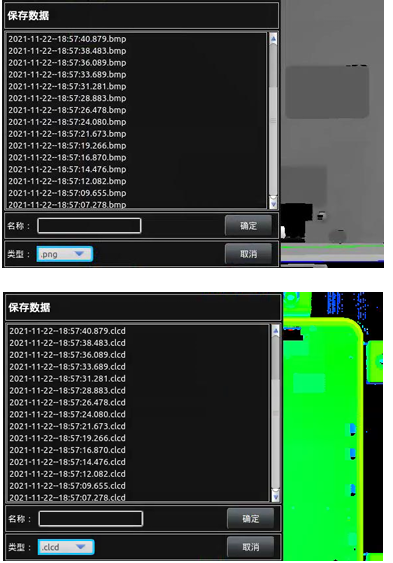 保存数据
2021-11-22--18:57:40.879.bmp
2021-11-22--18:57:38.483.bmp
2021-11-22--18:57:36.089.bmp
2021-11-22--18:57:33.689.bmp
2021-11-22--18:57:31.281.bmp
2021-11-22--18:57:28.883.bmp
2021-11-22--18:57:26.478.bmp
2021-11-22--18:57:24.080.bmp
2021-11-22--18:57:21.673.bmp
2021-11-22--18:57:19.266.bmp
2021-11-22--18:57:16.870.bmp
2021-11-22--18:57:14.476.bmp
2021-11-22--18:57:12.082.bmp
2021-11-22--18:57:09.655.bmp
2021-11-22--18:57:07.278.bmp
名称： 确定
类型： .png 取消
保存数据
2021-11-22--18:57:40.879.clcd
2021-11-22--18:57:38.483.clcd
2021-11-22--18:57:36.089.clcd
2021-11-22--18:57:33.689.clcd
2021-11-22--18:57:31.281.clcd
2021-11-22--18:57:28.883.clcd
2021-11-22--18:57:26.478.clcd
2021-11-22--18:57:24.080.clcd
2021-11-22--18:57:21.673.clcd
2021-11-22--18:57:19.266.clcd
2021-11-22--18:57:16.870.clcd
2021-11-22--18:57:14.476.clcd
2021-11-22--18:57:12.082.clcd
2021-11-22--18:57:09.655.clcd
2021-11-22--18:57:07.278.clcd
名称： 确定
类型： .clcd 取消